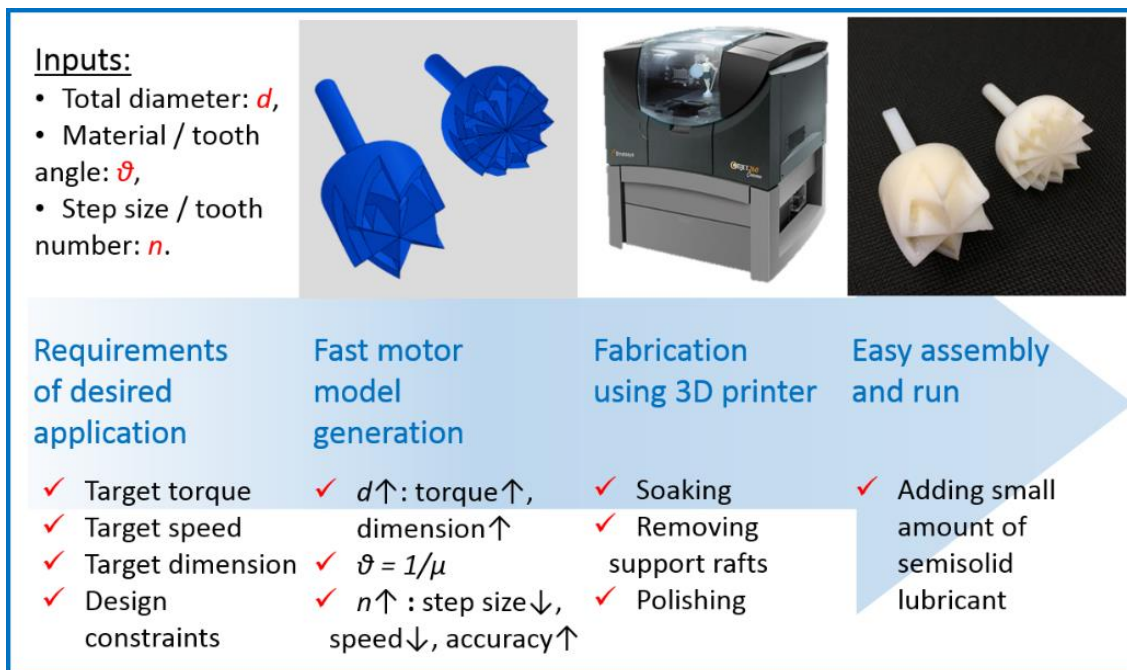 Inputs:
• Total diameter: d,
• Material / tooth
angle: ϑ,
• Step size / tooth
number: n.
Requirements
of desired
application
✓ Target torque
✓ Target speed
✓ Target dimension
✓ Design
constraints
Fast motor
model
generation
✓ d↑: torque↑,
dimension↑
✓ ϑ = 1/μ
✓ n↑ : step size↓,
speed↓, accuracy↑
Fabrication
using 3D printer
✓ Soaking
✓ Removing
support rafts
✓ Polishing
Easy assembly
and run
✓ Adding small
amount of
semisolid
lubricant